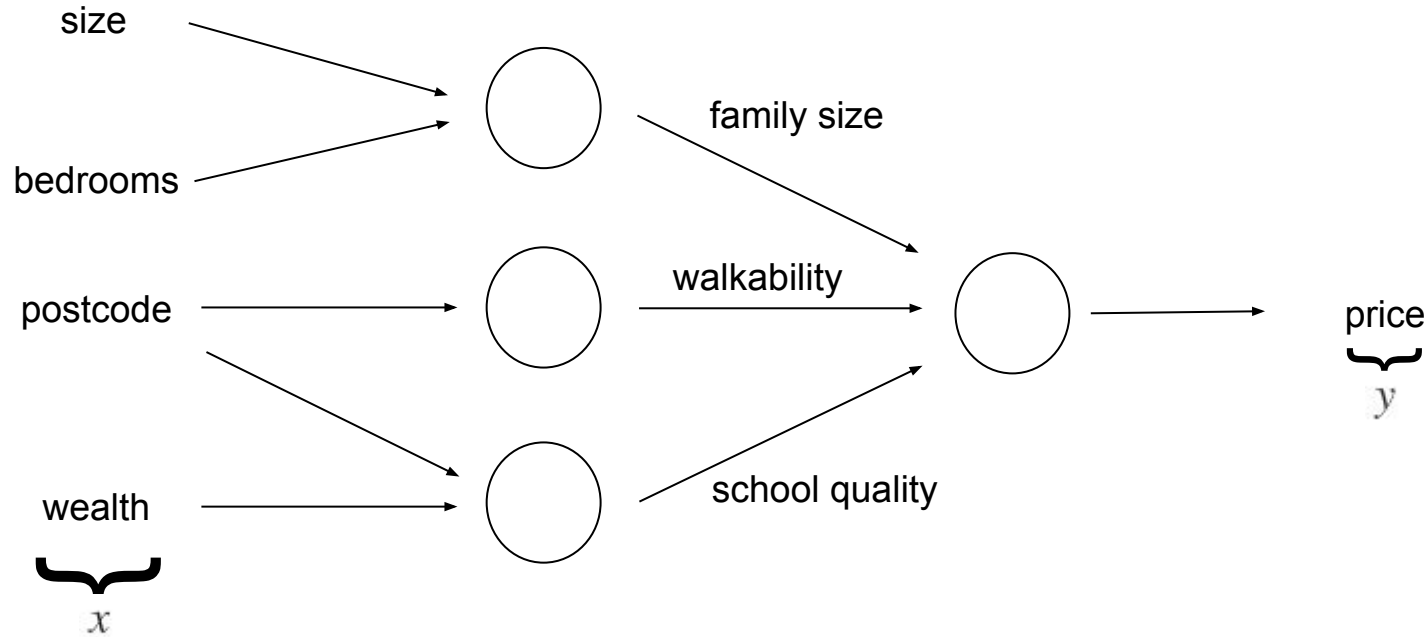 size
family size
bedrooms
walkability
postcode
price
y
school quality
wealth
x